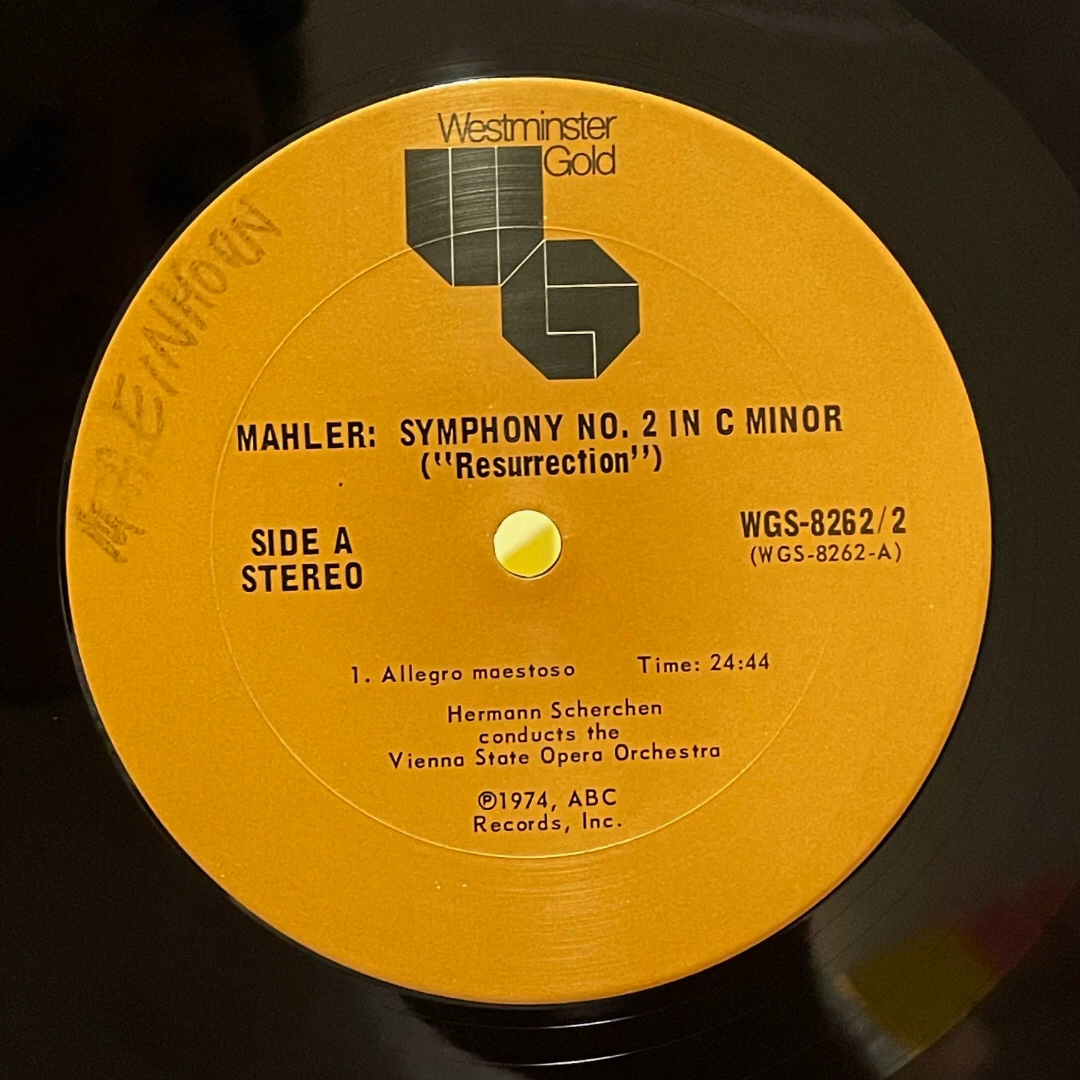 Westminster
Gold
EINHORN
MAHLER: SYMPHONY NO. 2 IN C MINOR
("Resurrection")
SIDE A
STEREO
WGS-8262/2
(WGS-8262-A)
1. Allegro maestoso Time: 24:44
Hermann Scherchen
conducts the
Vienna State Opera Orchestra
℗1974, ABC
Records, Inc.